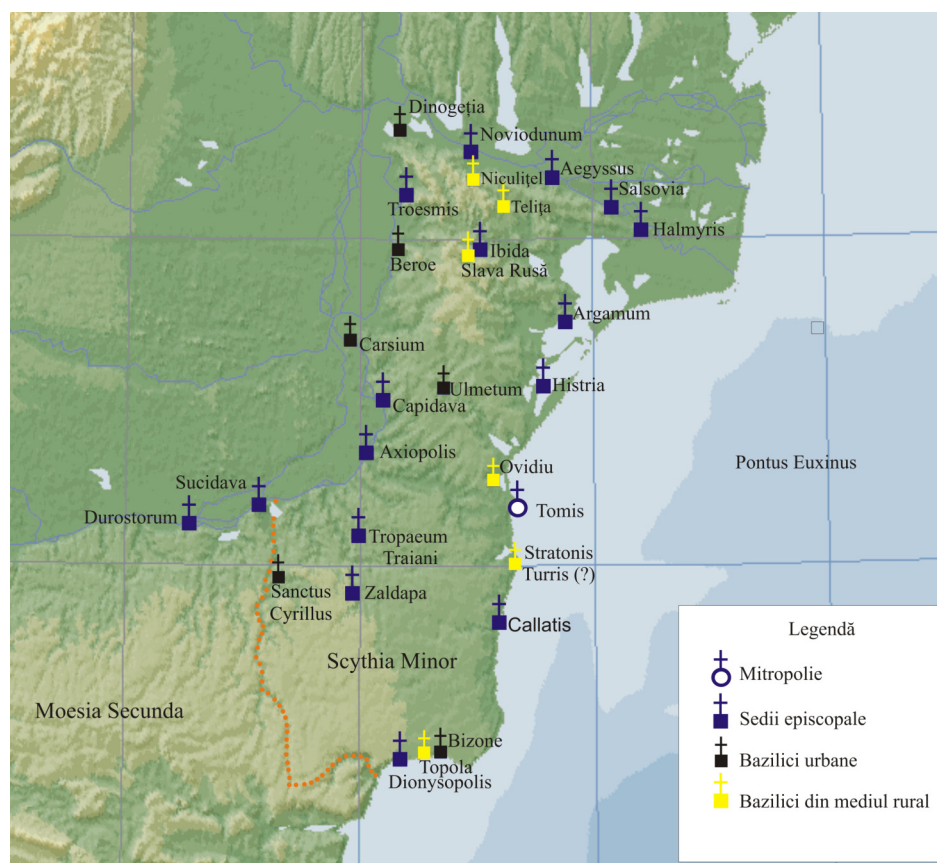 Dinogeția
Noviodunum
Aegyssus
Niculițel
Salsovia
Troesmis
Telița
Halmyris
Beroe
Ibida
Slava Rusă
Argamum
Carsium
Ulmetum
Histria
Capidava
Axiopolis
Ovidiu
Pontus Euxinus
Sucidava
Durostorum
Tomis
Tropaeum
Traiani
Stratonis
Turris (?)
Sanctus
Cyrillus
Zaldapa
Callatis
Scythia Minor
Moesia Secunda
Bizone
Topola
Dionysopolis
Legendă
Mitropolie
Sedii episcopale
Bazilici urbane
Bazilici din mediul rural